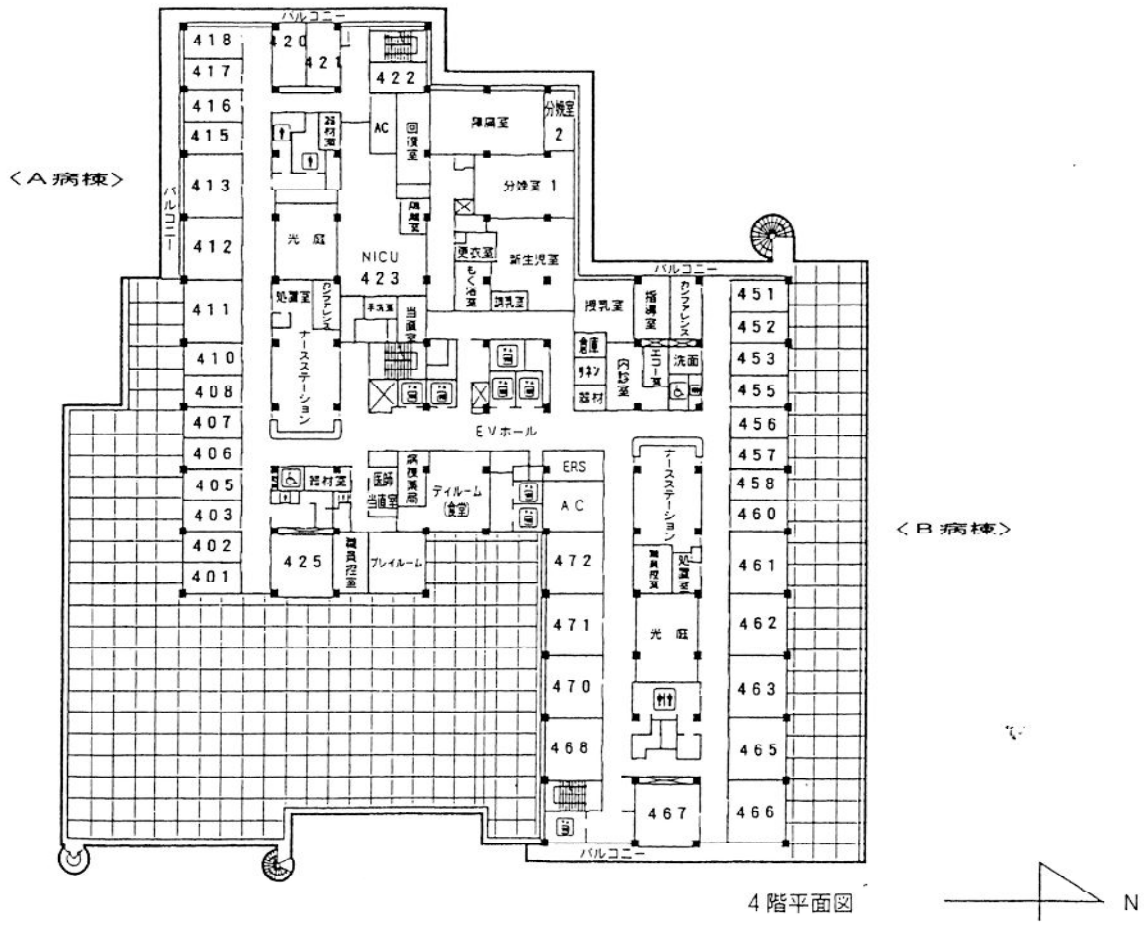 バルコニー
418
420
421
422
417
416
415
413
412
411
410
408
407
406
405
403
402
401
<A病棟>
バルコニー
器材室
AC
回復室
陣痛室
分娩室
2
分娩室 1
隔離室
光庭
NICU
423
更衣室
もく浴室
新生児室
調乳室
処置室
カンファレンス
手洗室
当直室
ナースステーション
授乳室
指導室
カンファレンス
バルコニー
倉庫
リネン
器材
内診室
エコー室
洗面
EVホール
451
452
453
455
456
457
458
460
461
462
463
465
466
<B病棟>
器材室
医師
当直室
病棟薬局
デイルーム
(食堂)
ERS
AC
425
職員控室
プレイルーム
ナースステーション
職員控室
処置室
光庭
472
471
470
468
467
バルコニー
4階平面図
N